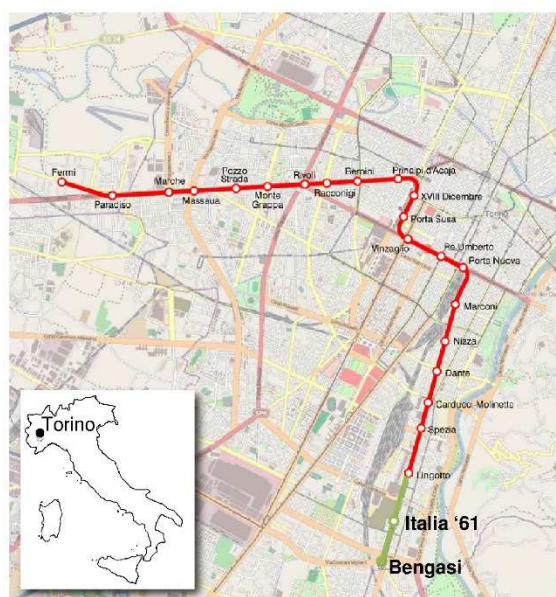 Fermi
Paradiso
Marche
Massaua
Pozzo
Strada
Monte
Grappa
Rivoli
Racconigi
Bernini
Principi d'Acaja
XVIII Dicembre
Porta Susa
Vinzaglio
Re Umberto
Porta Nuova
Marconi
Nizza
Dante
Carducci-Molinette
Spezia
Lingotto
Italia ‘61
Bengasi
Torino
Torino